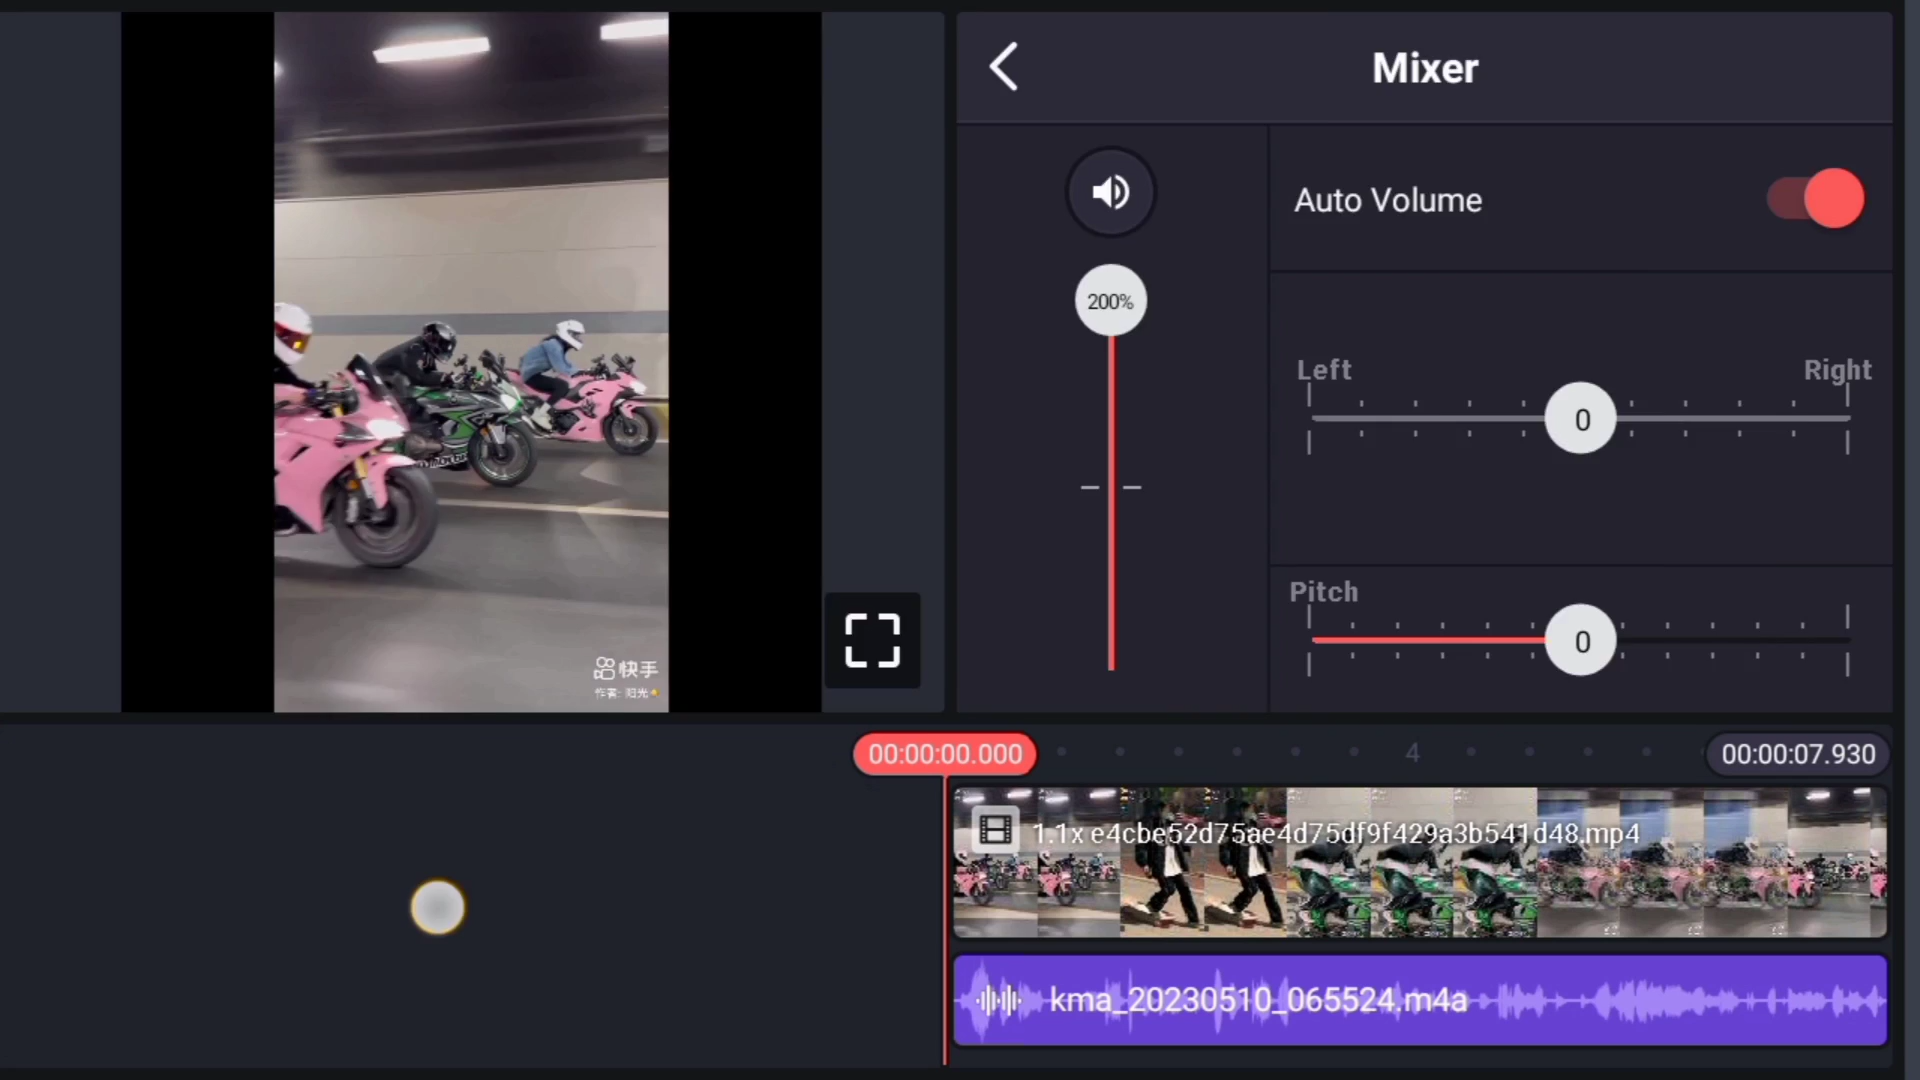 Mixer
Auto Volume
200%
Left
Right
0
Pitch
0
快手
作者: 阳光
00:00:00.000
4
00:00:07.930
1.1x e4cbe52d75ae4d75df9f429a3b541d48.mp4
kma_20230510_065524.m4a